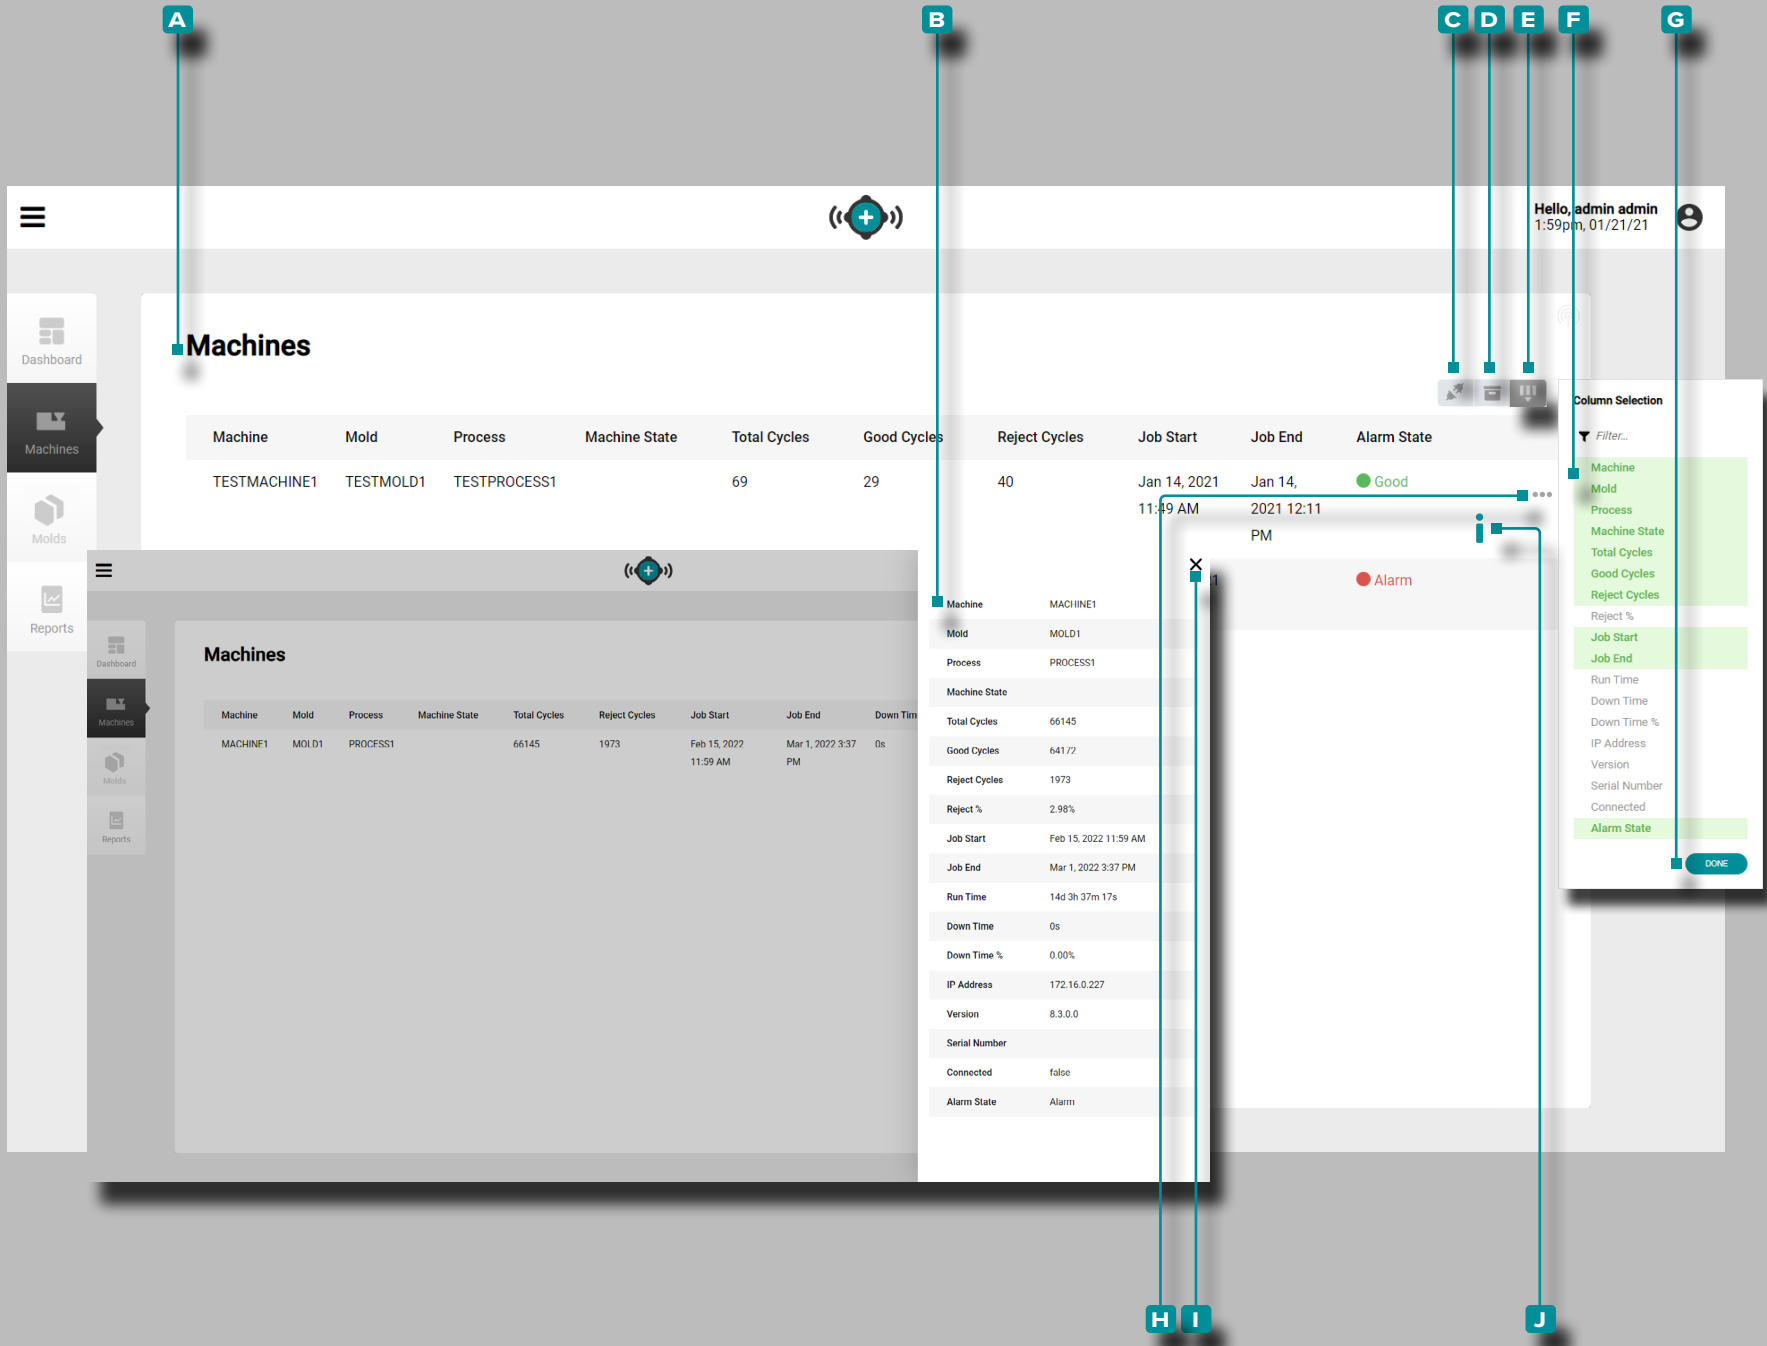 A B C D E F G
Hello, admin admin
1:59pm, 01/21/21
Dashboard
Machines
Molds
Reports
Machines
Machine Mold Process Machine State Total Cycles Good Cycles Reject Cycles Job Start Job End Alarm State
TESTMACHINE1 TESTMOLD1 TESTPROCESS1 69 29 40 Jan 14, 2021 Jan 14, Good
11:49 AM 2021 12:11
PM
i
Alarm
Column Selection
Filter...
Machine
Mold
Process
Machine State
Total Cycles
Good Cycles
Reject Cycles
Reject %
Job Start
Job End
Run Time
Down Time
Down Time %
IP Address
Version
Serial Number
Connected
Alarm State
DONE
Dashboard
Machines
Molds
Reports
Machines
Machine Mold Process Machine State Total Cycles Reject Cycles Job Start Job End Down Tim
MACHINE1 MOLD1 PROCESS1 66145 1973 Feb 15, 2022 Mar 1, 2022 3:37 0s
11:59 AM PM
Machine MACHINE1
Mold MOLD1
Process PROCESS1
Machine State
Total Cycles 66145
Good Cycles 64172
Reject Cycles 1973
Reject % 2.98%
Job Start Feb 15, 2022 11:59 AM
Job End Mar 1, 2022 3:37 PM
Run Time 14d 3h 37m 17s
Down Time 0s
Down Time % 0.00%
IP Address 172.16.0.227
Version 8.3.0.0
Serial Number
Connected false
Alarm State Alarm
H I J